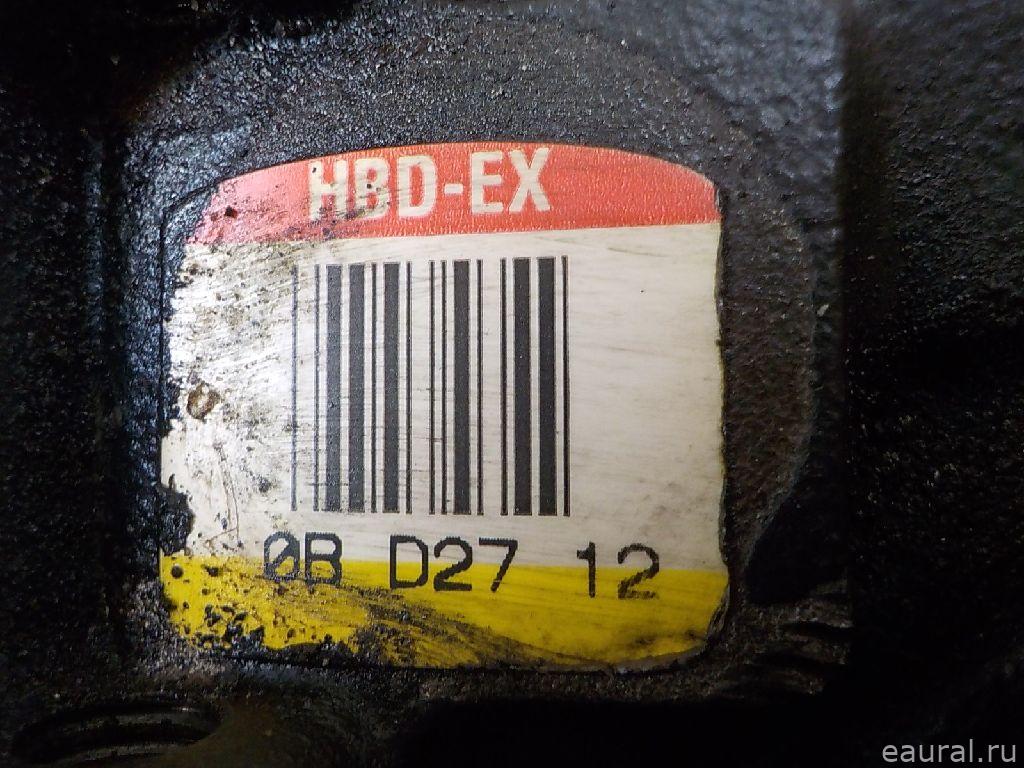 HBD-EX
0B D27 12
eaural.ru